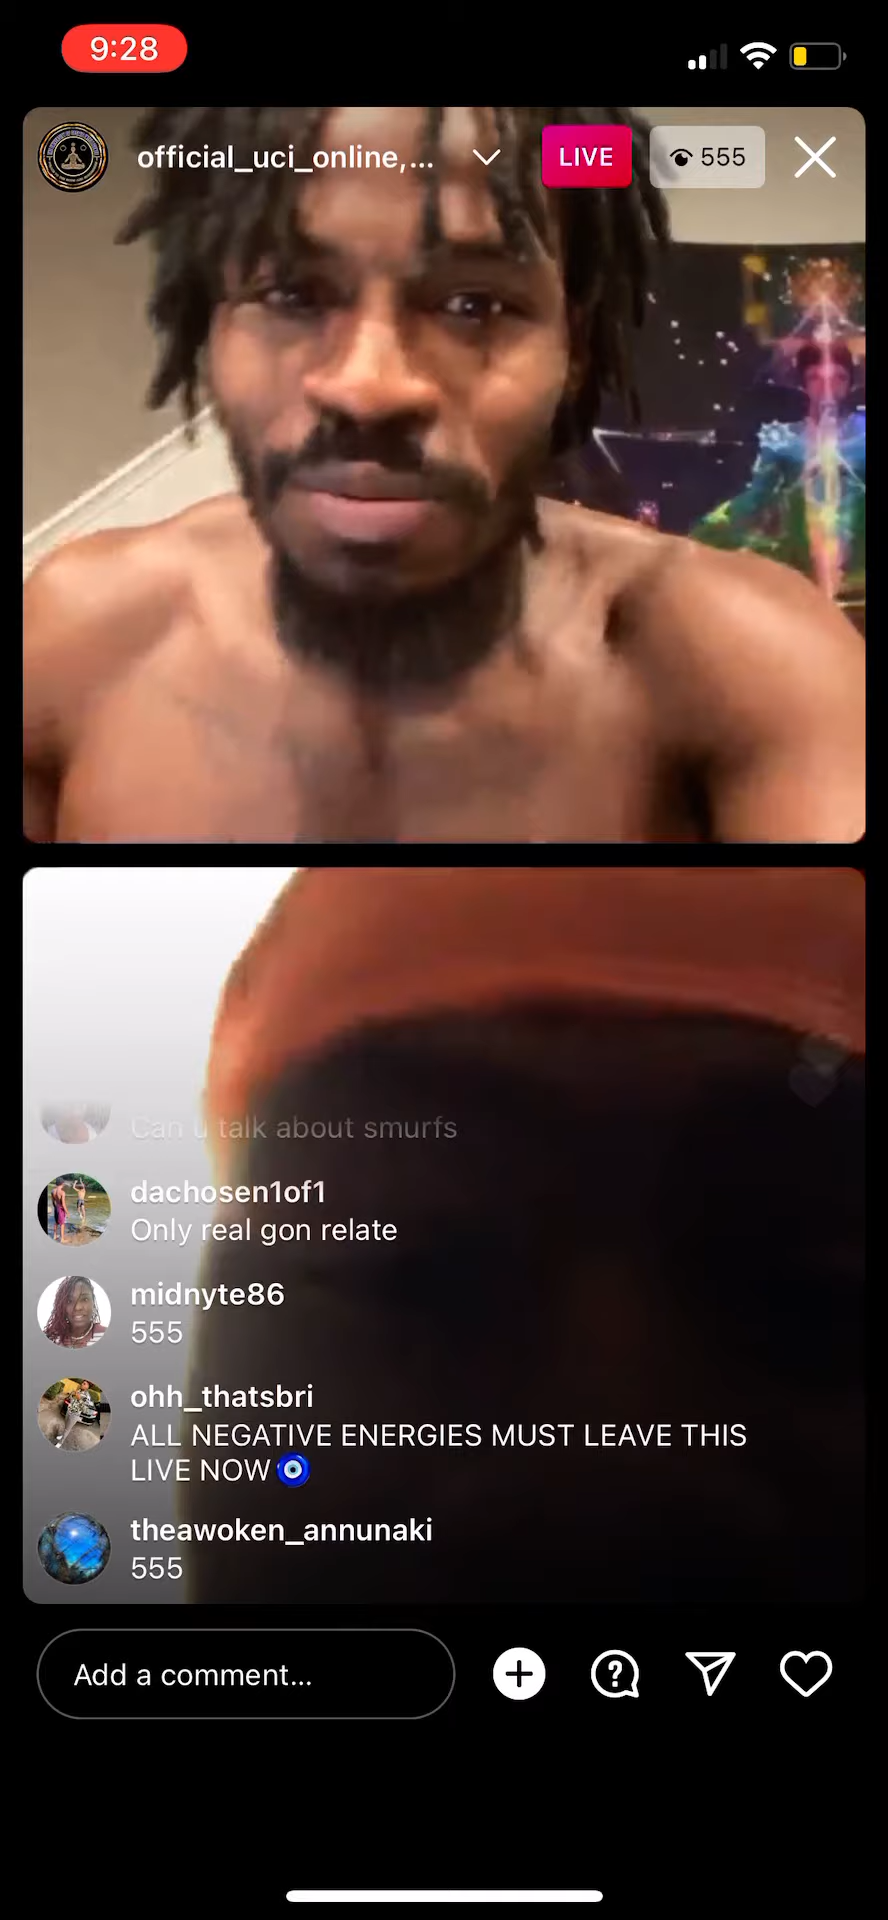 9:28
official_uci_online,...
LIVE
555
Can u talk about smurfs
dachosen1of1
Only real gon relate
midnyte86
555
ohh_thatsbri
ALL NEGATIVE ENERGIES MUST LEAVE THIS
LIVE NOW🧿
theawoken_annunaki
555
Add a comment...